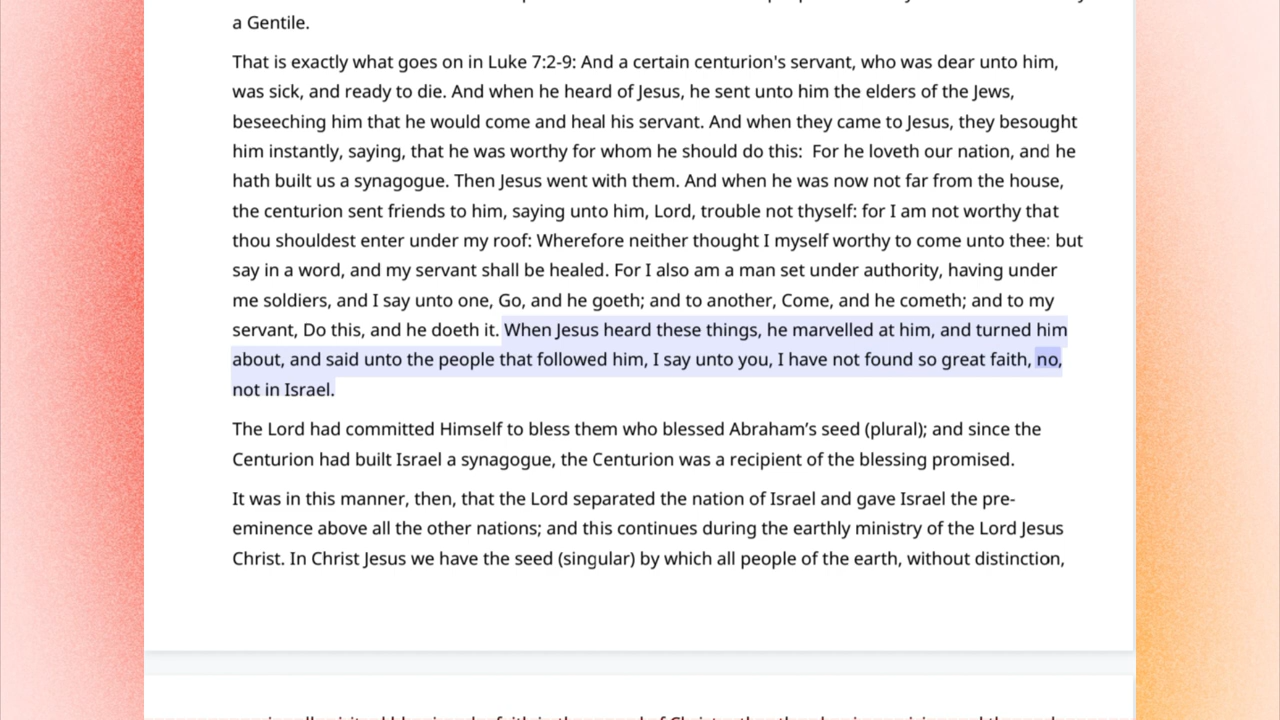 a Gentile.
That is exactly what goes on in Luke 7:2-9: And a certain centurion's servant, who was dear unto him,
was sick, and ready to die. And when he heard of Jesus, he sent unto him the elders of the Jews,
beseeching him that he would come and heal his servant. And when they came to Jesus, they besought
him instantly, saying, that he was worthy for whom he should do this:  For he loveth our nation, and he
hath built us a synagogue. Then Jesus went with them. And when he was now not far from the house,
the centurion sent friends to him, saying unto him, Lord, trouble not thyself: for I am not worthy that
thou shouldest enter under my roof: Wherefore neither thought I myself worthy to come unto thee: but
say in a word, and my servant shall be healed. For I also am a man set under authority, having under
me soldiers, and I say unto one, Go, and he goeth; and to another, Come, and he cometh; and to my
servant, Do this, and he doeth it. When Jesus heard these things, he marvelled at him, and turned him
about, and said unto the people that followed him, I say unto you, I have not found so great faith, no,
not in Israel.
The Lord had committed Himself to bless them who blessed Abraham’s seed (plural); and since the
Centurion had built Israel a synagogue, the Centurion was a recipient of the blessing promised.
It was in this manner, then, that the Lord separated the nation of Israel and gave Israel the pre-
eminence above all the other nations; and this continues during the earthly ministry of the Lord Jesus
Christ. In Christ Jesus we have the seed (singular) by which all people of the earth, without distinction,